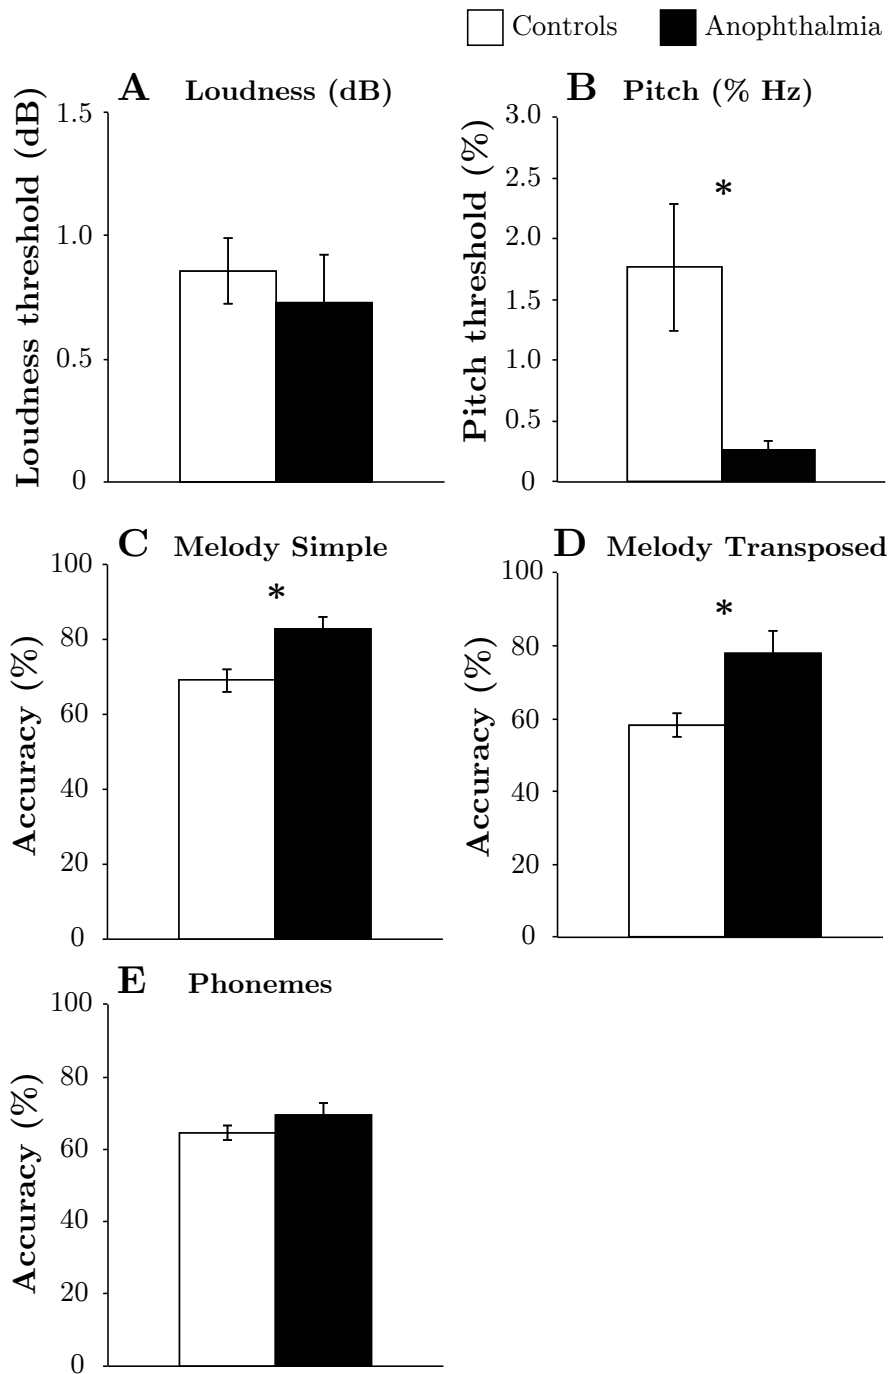 Controls Anophthalmia
A Loudness (dB)
Loudness threshold (dB)
1.5
1.0
0.5
0
B Pitch (% Hz)
*
Pitch threshold (%)
3.0
2.5
2.0
1.5
1.0
0.5
0
C Melody Simple
*
Accuracy (%)
100
80
60
40
20
0
D Melody Transposed
*
Accuracy (%)
100
80
60
40
20
0
E Phonemes
Accuracy (%)
100
80
60
40
20
0